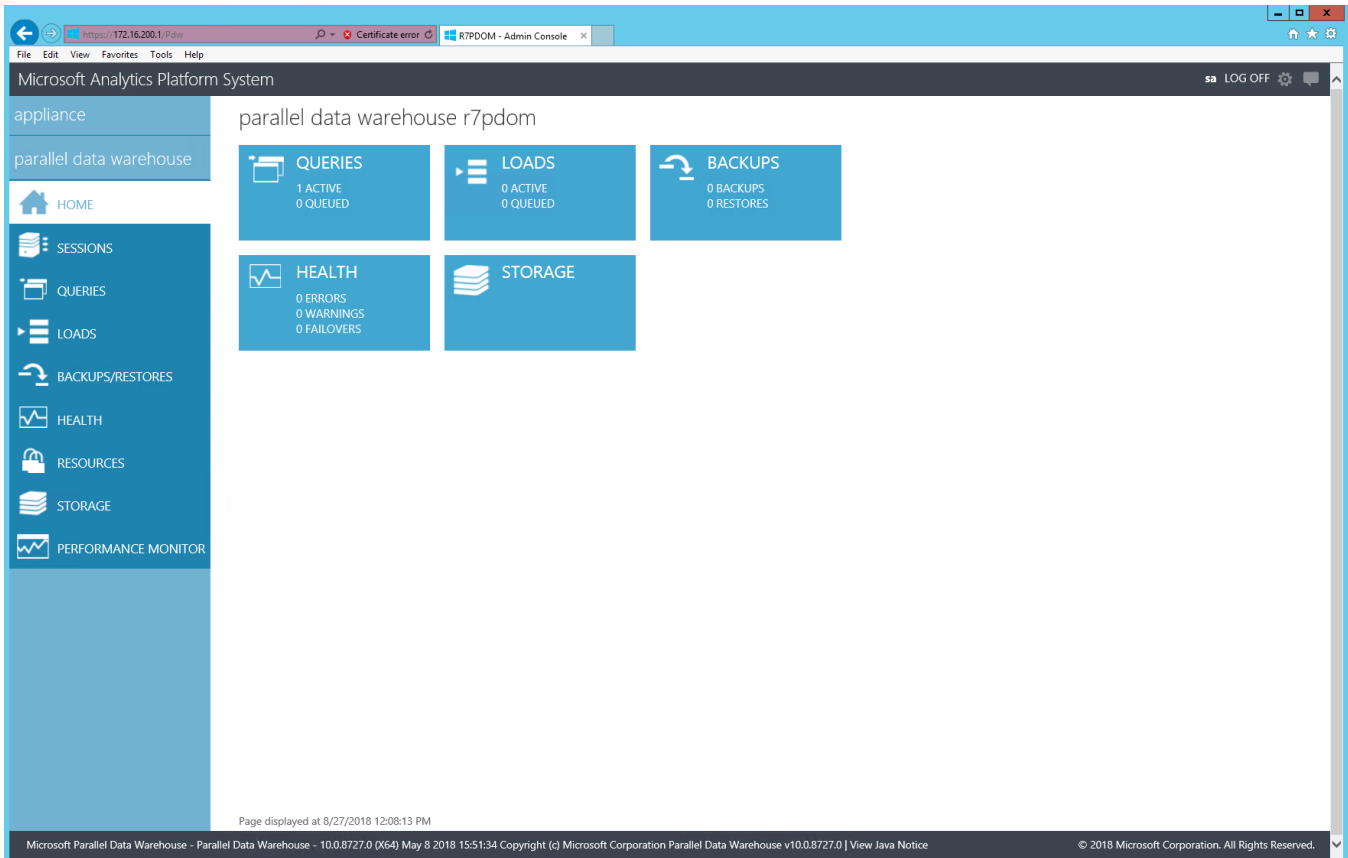 https://172.16.200.1/Pdw
Certificate error
R7PDOM - Admin Console
File Edit View Favorites Tools Help
Microsoft Analytics Platform System
sa LOG OFF
appliance
parallel data warehouse
HOME
SESSIONS
QUERIES
LOADS
BACKUPS/RESTORES
HEALTH
RESOURCES
STORAGE
PERFORMANCE MONITOR
parallel data warehouse r7pdom
QUERIES
1 ACTIVE
0 QUEUED
LOADS
0 ACTIVE
0 QUEUED
BACKUPS
0 BACKUPS
0 RESTORES
HEALTH
0 ERRORS
0 WARNINGS
0 FAILOVERS
STORAGE
Page displayed at 8/27/2018 12:08:13 PM
Microsoft Parallel Data Warehouse - Parallel Data Warehouse - 10.0.8727.0 (X64) May 8 2018 15:51:34 Copyright (c) Microsoft Corporation Parallel Data Warehouse v10.0.8727.0 | View Java Notice
© 2018 Microsoft Corporation. All Rights Reserved.